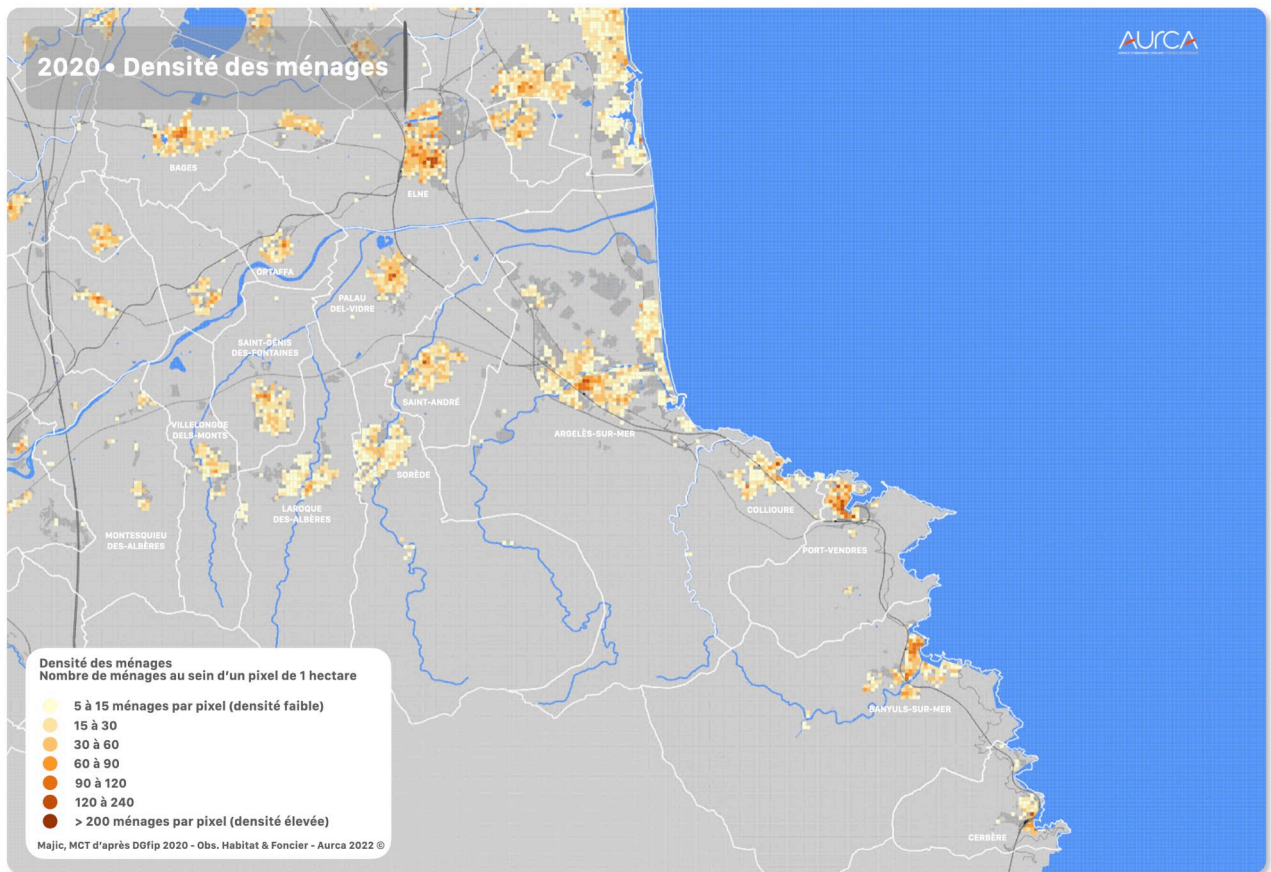 AURCA
2020 • Densité des ménages
BAGES
ELNE
ORTAFFA
PALAU
DEL-VIDRE
SAINT-GÉNIS
DES-FONTAINES
SAINT-ANDRÉ
VILLELONGUE
DELS-MONTS
ARGELÈS-SUR-MER
SORÈDE
LAROQUE
DES-ALBÈRES
COLLIOURE
MONTESQUIEU
DES-ALBÈRES
PORT-VENDRES
BANYULS-SUR-MER
CERBÈRE
Densité des ménages
Nombre de ménages au sein d'un pixel de 1 hectare
5 à 15 ménages par pixel (densité faible)
15 à 30
30 à 60
60 à 90
90 à 120
120 à 240
> 200 ménages par pixel (densité élevée)
Majic, MCT d'après DGfip 2020 - Obs. Habitat & Foncier - Aurca 2022 ©